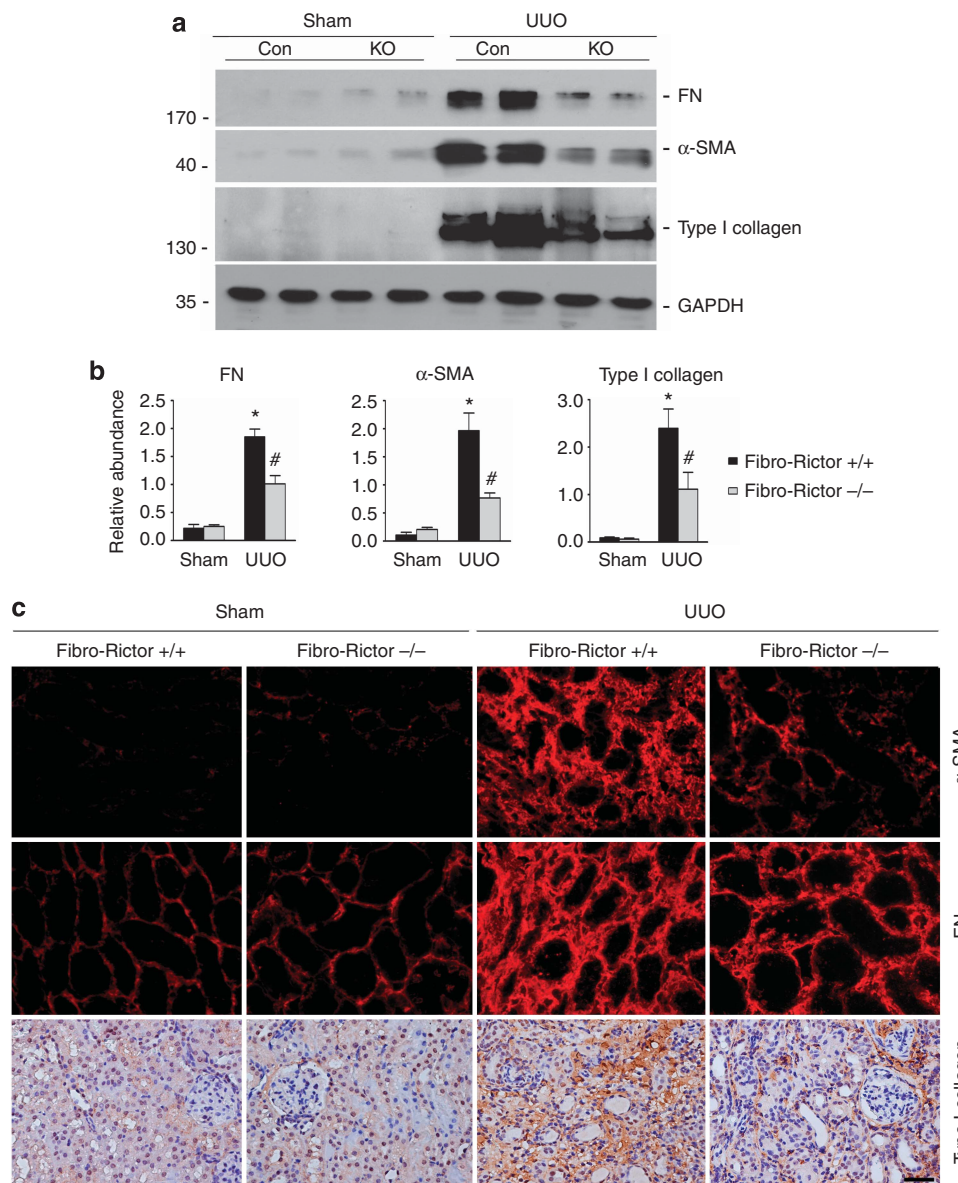 a
Sham UUO
Con KO Con KO
170 - - FN
40 - - α-SMA
130 - - Type I collagen
35 - - GAPDH
b
FN α-SMA Type I collagen
Relative abundance
2.5
2.0
1.5
1.0
0.5
0.0
* #
Sham UUO
2.5
2.0
1.5
1.0
0.5
0.0
* #
Sham UUO
3.0
2.0
1.0
0.0
* #
Sham UUO
Fibro-Rictor +/+
Fibro-Rictor –/–
c
Sham UUO
Fibro-Rictor +/+ Fibro-Rictor –/– Fibro-Rictor +/+ Fibro-Rictor –/–